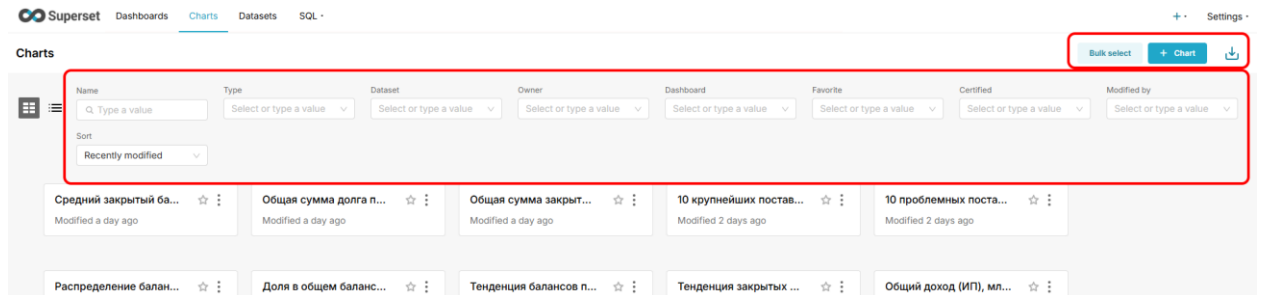 Superset Dashboards Charts Datasets SQL Settings
Charts Bulk select + Chart
Name Type Dataset Owner Dashboard Favorite Certified Modified by
Type a value Select or type a value Select or type a value Select or type a value Select or type a value Select or type a value Select or type a value Select or type a value
Sort
Recently modified
Средний закрытый ба... Общая сумма долга п... Общая сумма закрыт... 10 крупнейших постав... 10 проблемных поста...
Modified a day ago Modified a day ago Modified a day ago Modified 2 days ago Modified 2 days ago
Распределение балан... Доля в общем баланс... Тенденция балансов п... Тенденция закрытых ... Общий доход (ИП), мл...